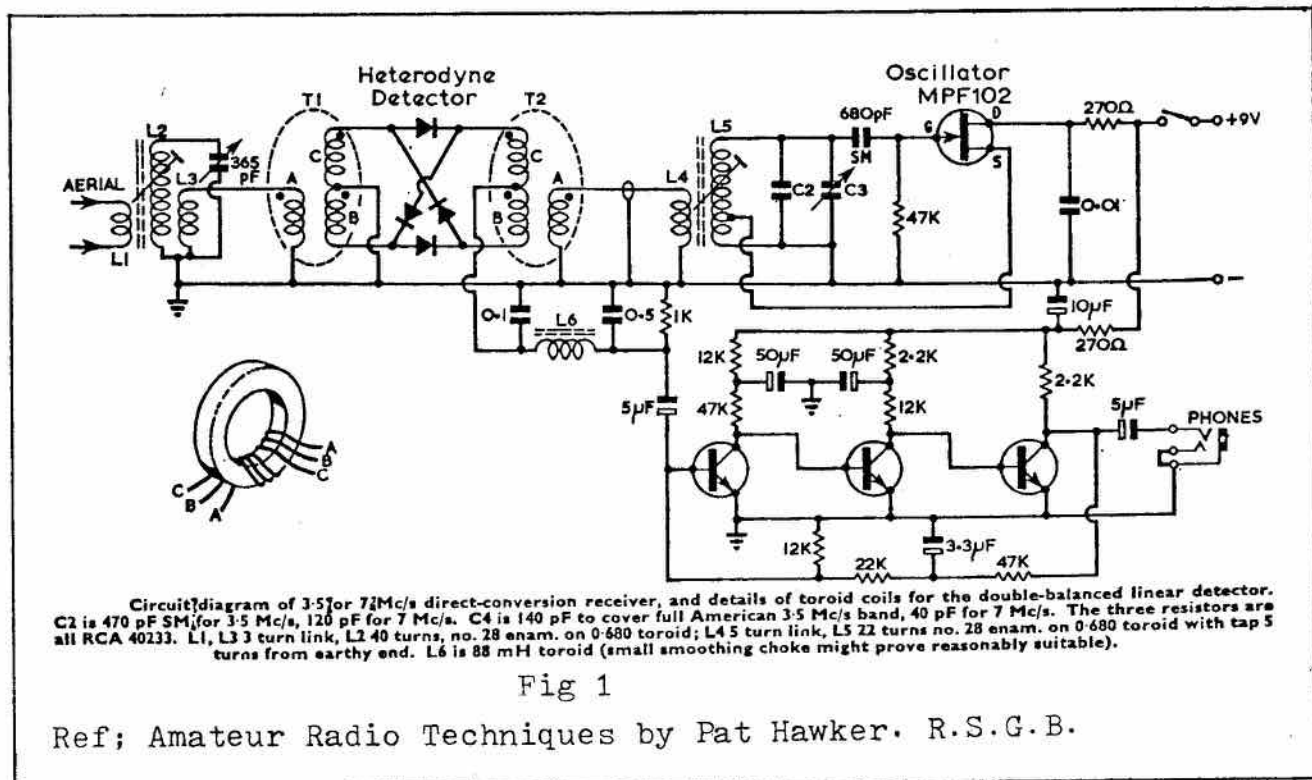 Heterodyne
Detector
Oscillator
MPF102
T1
T2
L2
365
PF
L3
AERIAL
L1
A
C
B
C
B
A
L4
L5
680pF
SM
G
D
S
270Ω
+9V
C2
C3
47K
0·01
−
0·1
L6
0·5
1K
10µF
270Ω
12K
50µF
50µF
2·2K
2·2K
5µF
47K
12K
5µF
PHONES
A
B
C
C
B
A
12K
3·3µF
22K
47K
Circuit diagram of 3·5 or 7 Mc/s direct-conversion receiver, and details of toroid coils for the double-balanced linear detector.
C2 is 470 pF SM for 3·5 Mc/s, 120 pF for 7 Mc/s. C4 is 140 pF to cover full American 3·5 Mc/s band, 40 pF for 7 Mc/s. The three resistors are
all RCA 40233. L1, L3 3 turn link, L2 40 turns, no. 28 enam. on 0·680 toroid; L4 5 turn link, L5 22 turns no. 28 enam. on 0·680 toroid with tap 5
turns from earthy end. L6 is 88 mH toroid (small smoothing choke might prove reasonably suitable).
Fig 1
Ref; Amateur Radio Techniques by Pat Hawker. R.S.G.B.